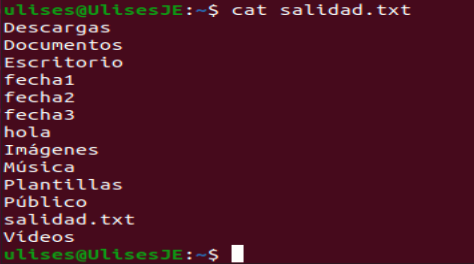 ulises@UlisesJE:~$ cat salidad.txt
Descargas
Documentos
Escritorio
fecha1
fecha2
fecha3
hola
Imágenes
Música
Plantillas
Público
salidad.txt
Vídeos
ulises@UlisesJE:~$